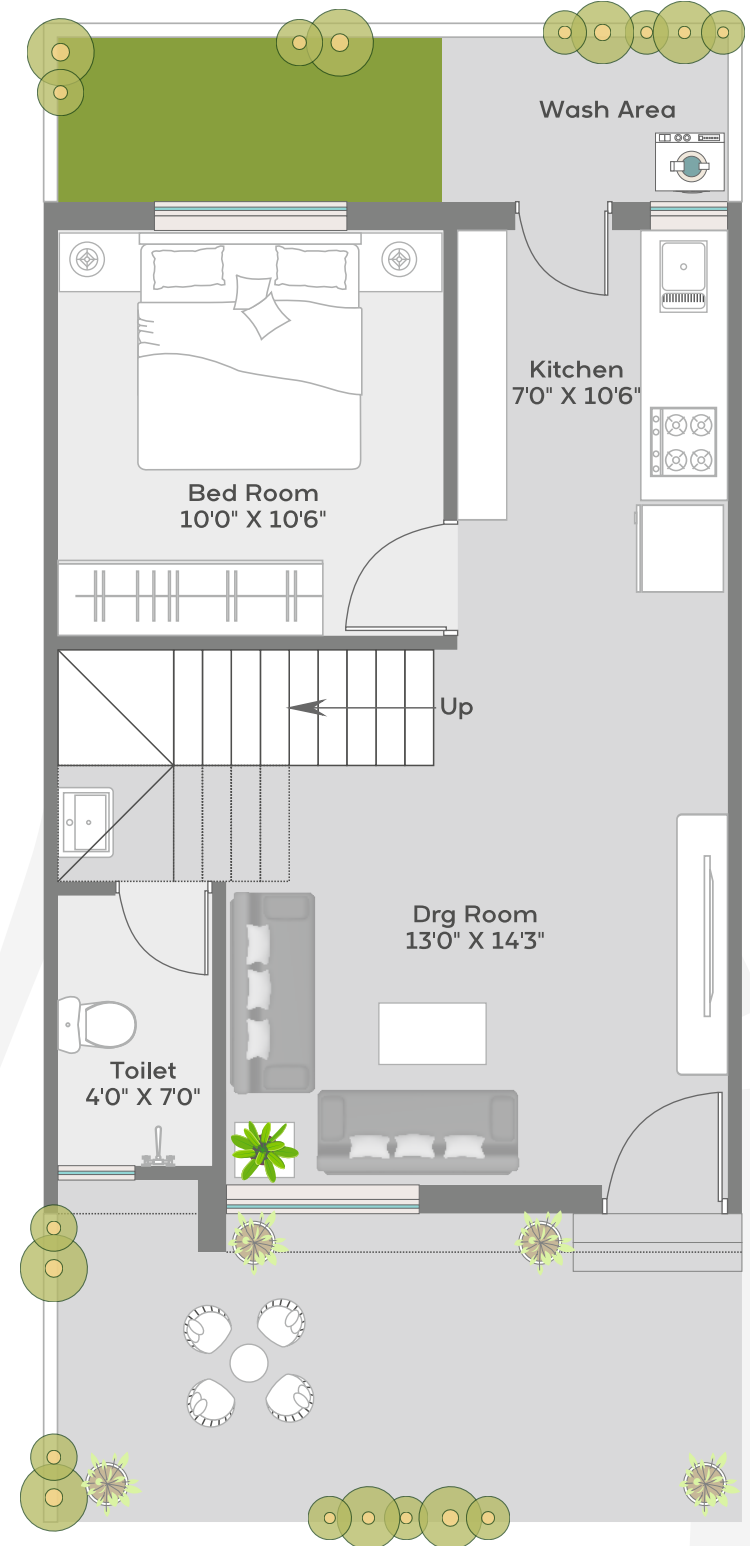 Wash Area
Kitchen
7'0" X 10'6"
Bed Room
10'0" X 10'6"
Up
Drg Room
13'0" X 14'3"
Toilet
4'0" X 7'0"